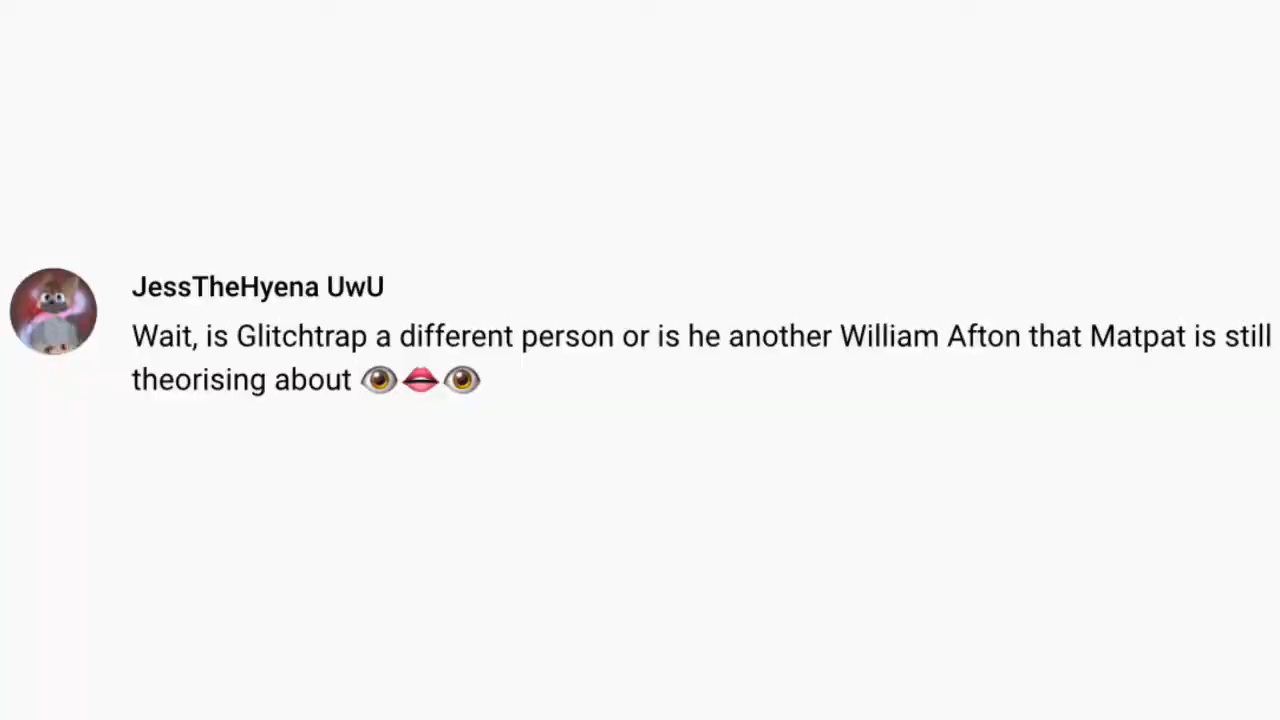 JessTheHyena UwU
Wait, is Glitchtrap a different person or is he another William Afton that Matpat is still
theorising about 👁👄👁